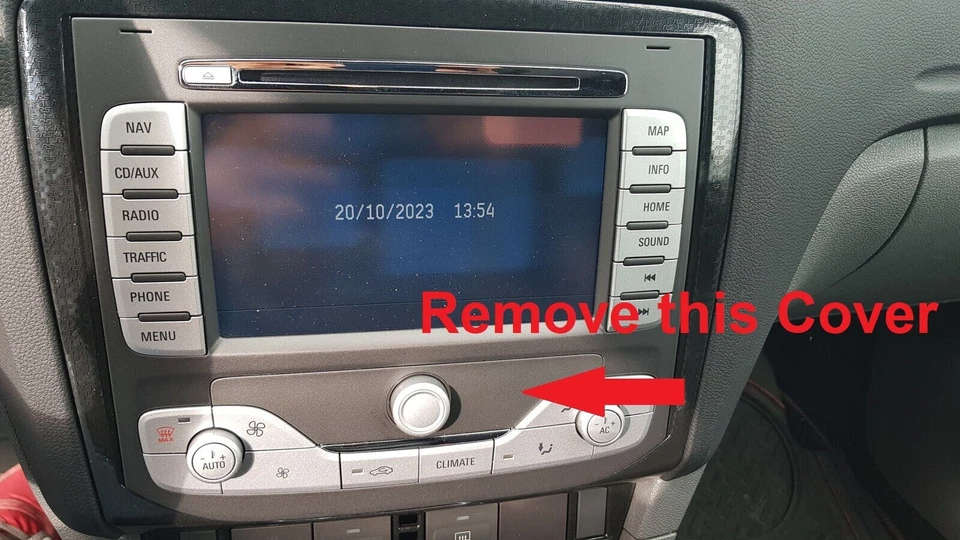 NAV
CD/AUX
RADIO
TRAFFIC
PHONE
MENU
20/10/2023 13:54
MAP
INFO
HOME
SOUND
Remove this Cover
MAX
- +
AUTO
CLIMATE
- +
AC